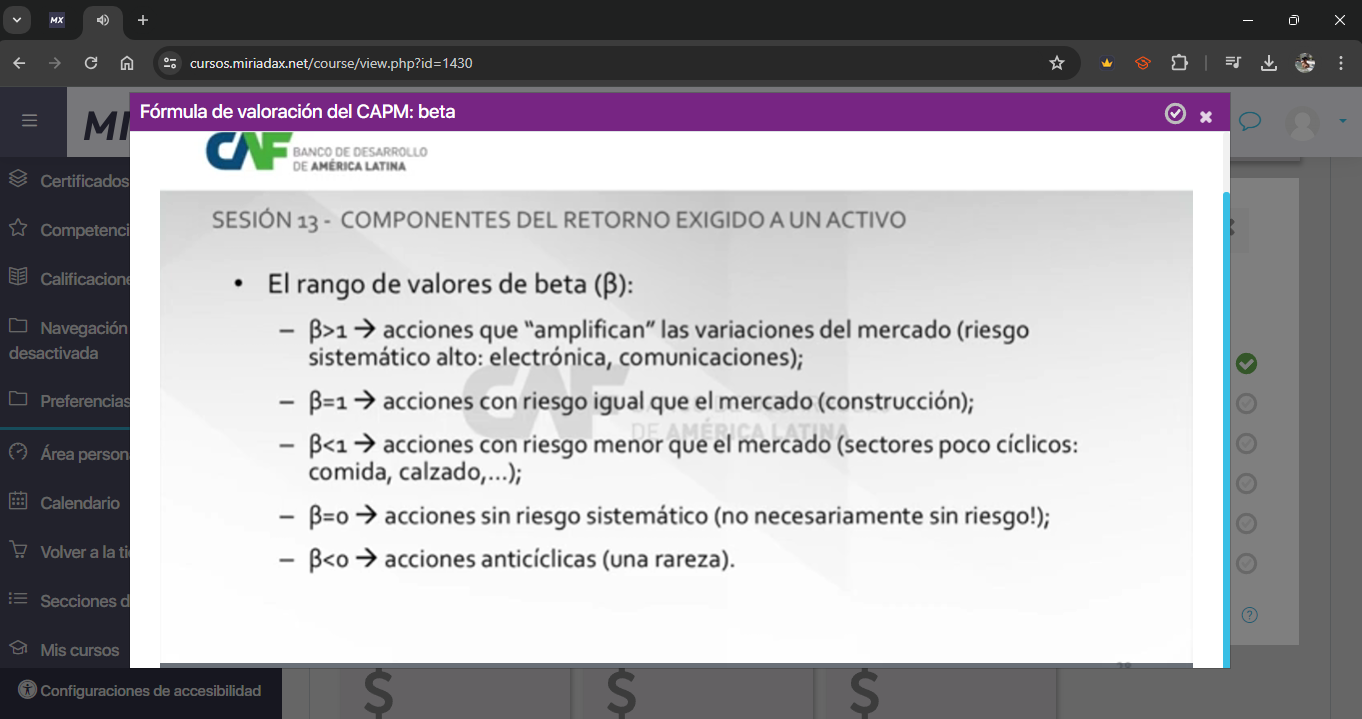 MX
cursos.miriadax.net/course/view.php?id=1430
Fórmula de valoración del CAPM: beta
CAF BANCO DE DESARROLLO
DE AMÉRICA LATINA
SESIÓN 13 - COMPONENTES DEL RETORNO EXIGIDO A UN ACTIVO
• El rango de valores de beta (β):
– β>1 → acciones que “amplifican” las variaciones del mercado (riesgo
sistemático alto: electrónica, comunicaciones);
– β=1 → acciones con riesgo igual que el mercado (construcción);
– β<1 → acciones con riesgo menor que el mercado (sectores poco cíclicos:
comida, calzado,...);
– β=0 → acciones sin riesgo sistemático (no necesariamente sin riesgo!);
– β<0 → acciones anticíclicas (una rareza).
CAF
DE AMÉRICA LATINA
MI
Certificados
Competenci
Calificacione
Navegación
desactivada
Preferencias
Área person
Calendario
Volver a la ti
Secciones d
Mis cursos
Configuraciones de accesibilidad
$ $ $